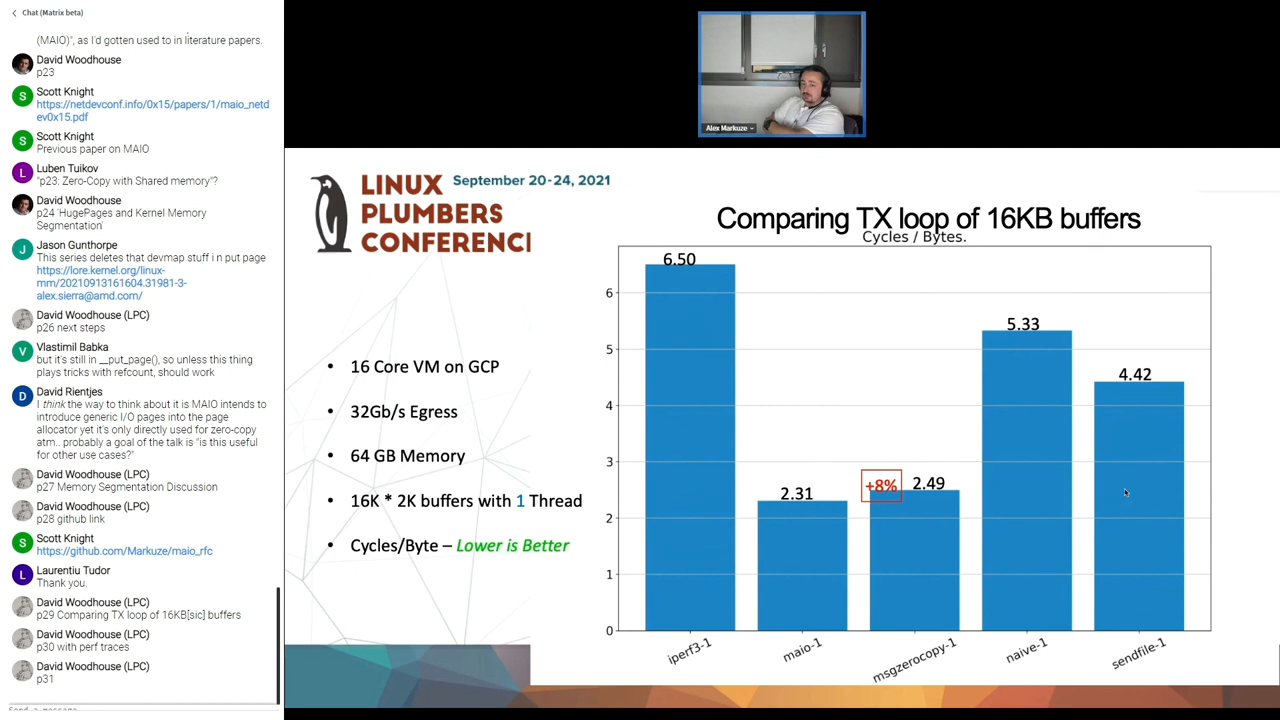 Chat (Matrix beta)
(MAIO)", as I'd gotten used to in literature papers.
David Woodhouse
p23
S
Scott Knight
https://netdevconf.info/0x15/papers/1/maio_netd
ev0x15.pdf
S
Scott Knight
Previous paper on MAIO
L
Luben Tuikov
"p23: Zero-Copy with Shared memory"?
David Woodhouse
p24 'HugePages and Kernel Memory
Segmentation'
J
Jason Gunthorpe
This series deletes that devmap stuff i n put page
https://lore.kernel.org/linux-
mm/20210913161604.31981-3-
alex.sierra@amd.com/
David Woodhouse (LPC)
p26 next steps
V
Vlastimil Babka
but it's still in __put_page(), so unless this thing
plays tricks with refcount, should work
D
David Rientjes
I think the way to think about it is MAIO intends to
introduce generic I/O pages into the page
allocator yet it's only directly used for zero-copy
atm.. probably a goal of the talk is "is this useful
for other use cases?"
David Woodhouse (LPC)
p27 Memory Segmentation Discussion
David Woodhouse (LPC)
p28 github link
S
Scott Knight
https://github.com/Markuze/maio_rfc
L
Laurentiu Tudor
Thank you.
David Woodhouse (LPC)
p29 Comparing TX loop of 16KB[sic] buffers
David Woodhouse (LPC)
p30 with perf traces
David Woodhouse (LPC)
p31
Send a message
Alex Markuze
LINUX
PLUMBERS
CONFERENC
September 20-24, 2021
• 16 Core VM on GCP
• 32Gb/s Egress
• 64 GB Memory
• 16K * 2K buffers with 1 Thread
• Cycles/Byte – Lower is Better
Comparing TX loop of 16KB buffers
Cycles / Bytes.
6.50
2.31
+8%
2.49
5.33
4.42
6
5
4
3
2
1
0
iperf3-1
maio-1
msgzerocopy-1
naive-1
sendfile-1